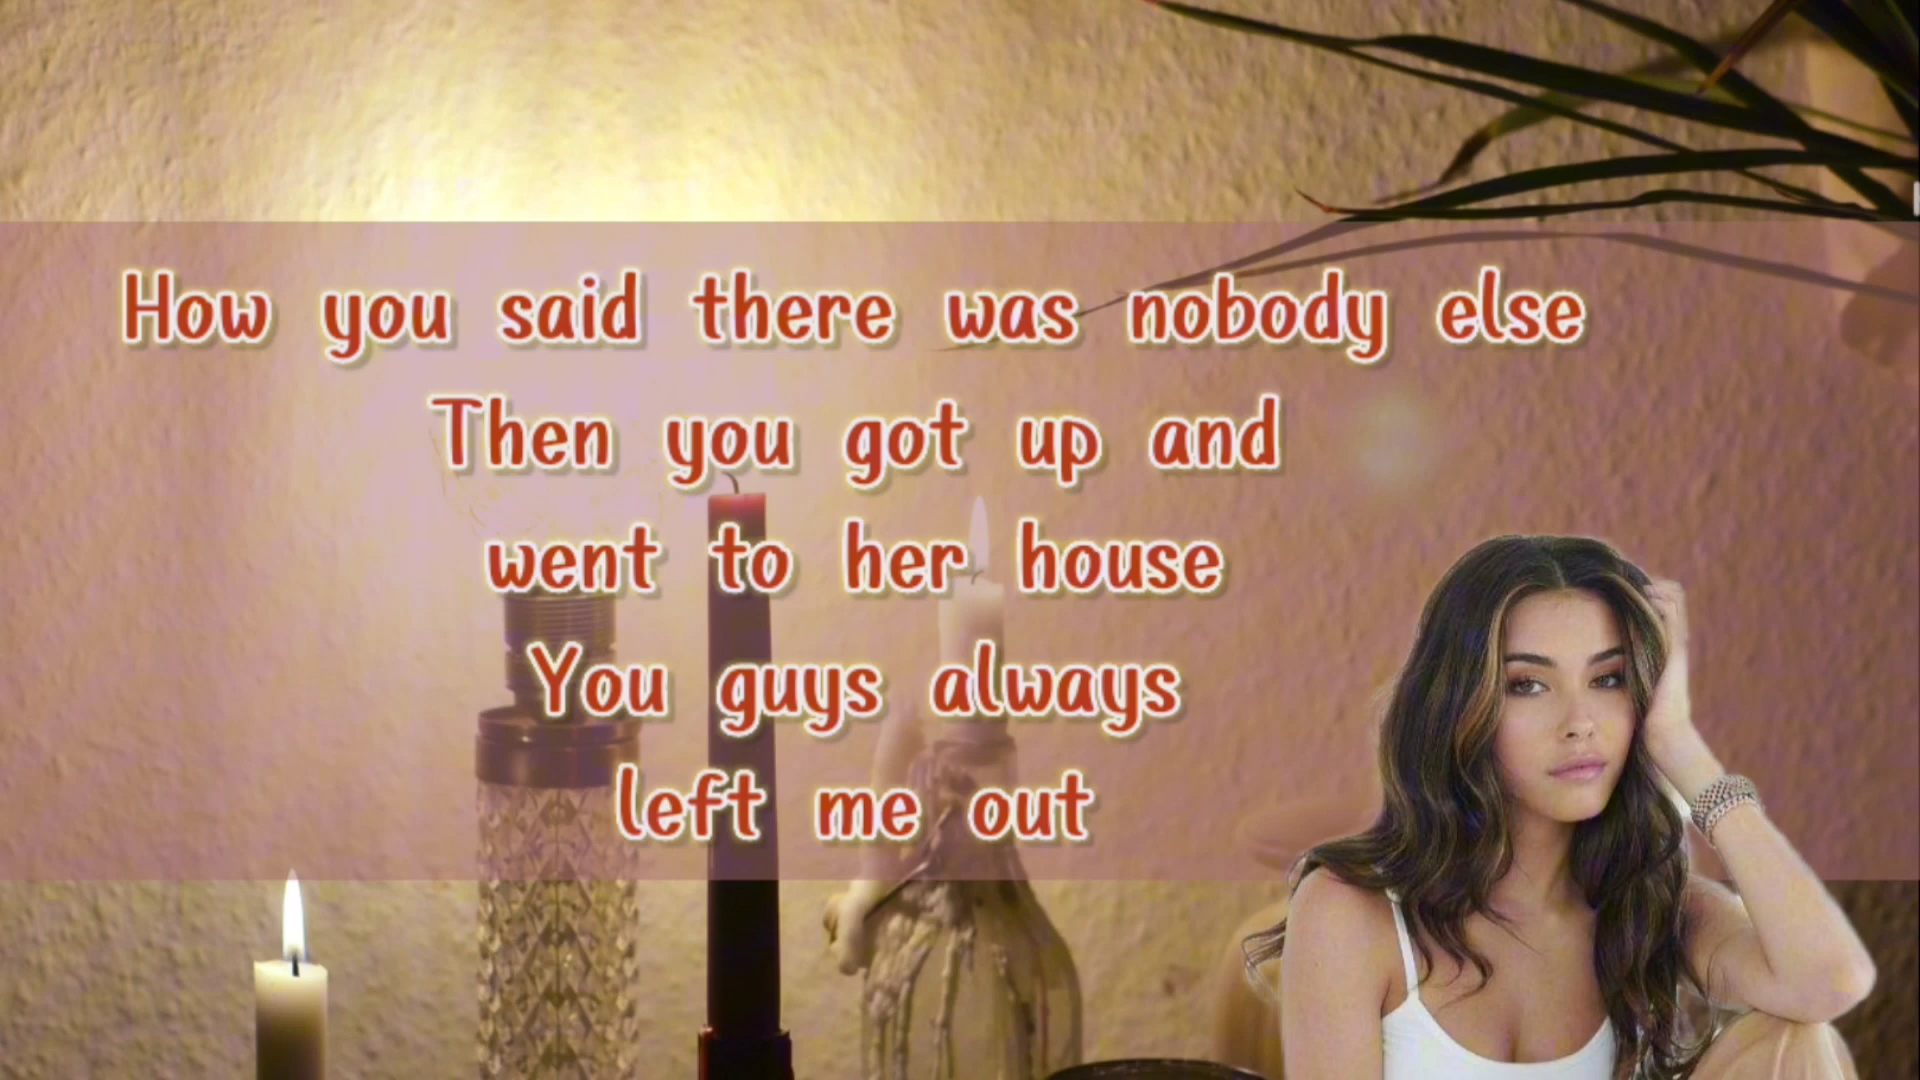 How you said there was nobody else
Then you got up and
went to her house
You guys always
left me out